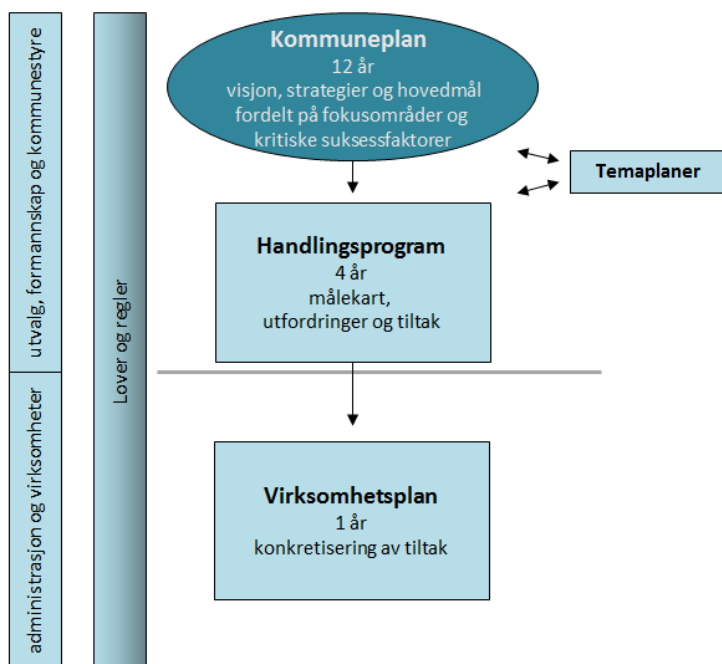 utvalg, formannskap og kommunestyre
administrasjon og virksomheter
Lover og regler
Kommuneplan
12 år
visjon, strategier og hovedmål
fordelt på fokusområder og
kritiske suksessfaktorer
Temaplaner
Handlingsprogram
4 år
målekart,
utfordringer og tiltak
Virksomhetsplan
1 år
konkretisering av tiltak